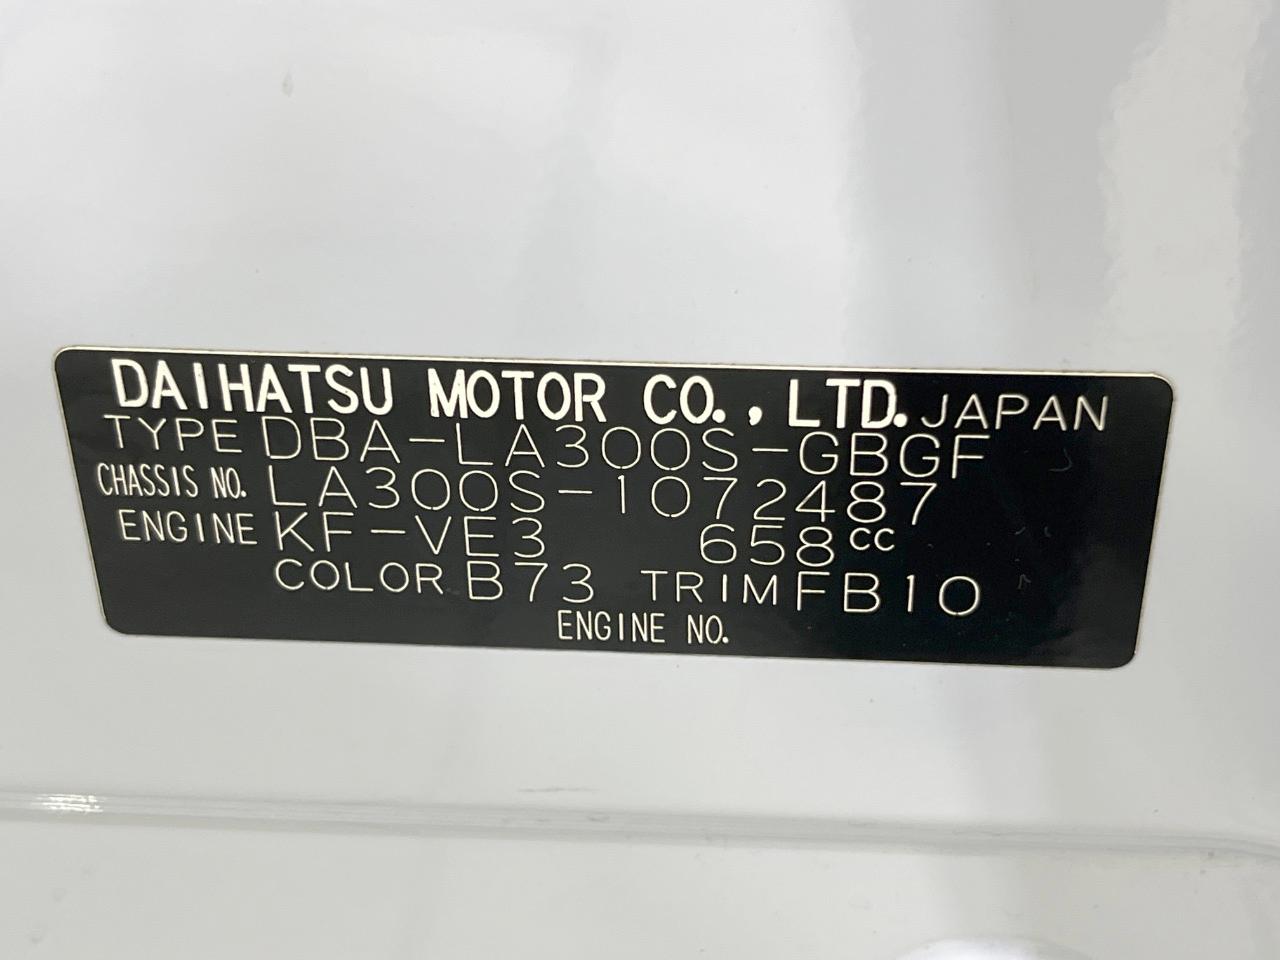 DAIHATSU MOTOR CO., LTD. JAPAN
TYPE DBA-LA300S-GBGF
CHASSIS NO. LA300S-1072487
ENGINE KF-VE3 658cc
COLOR B73 TRIM FB10
ENGINE NO.